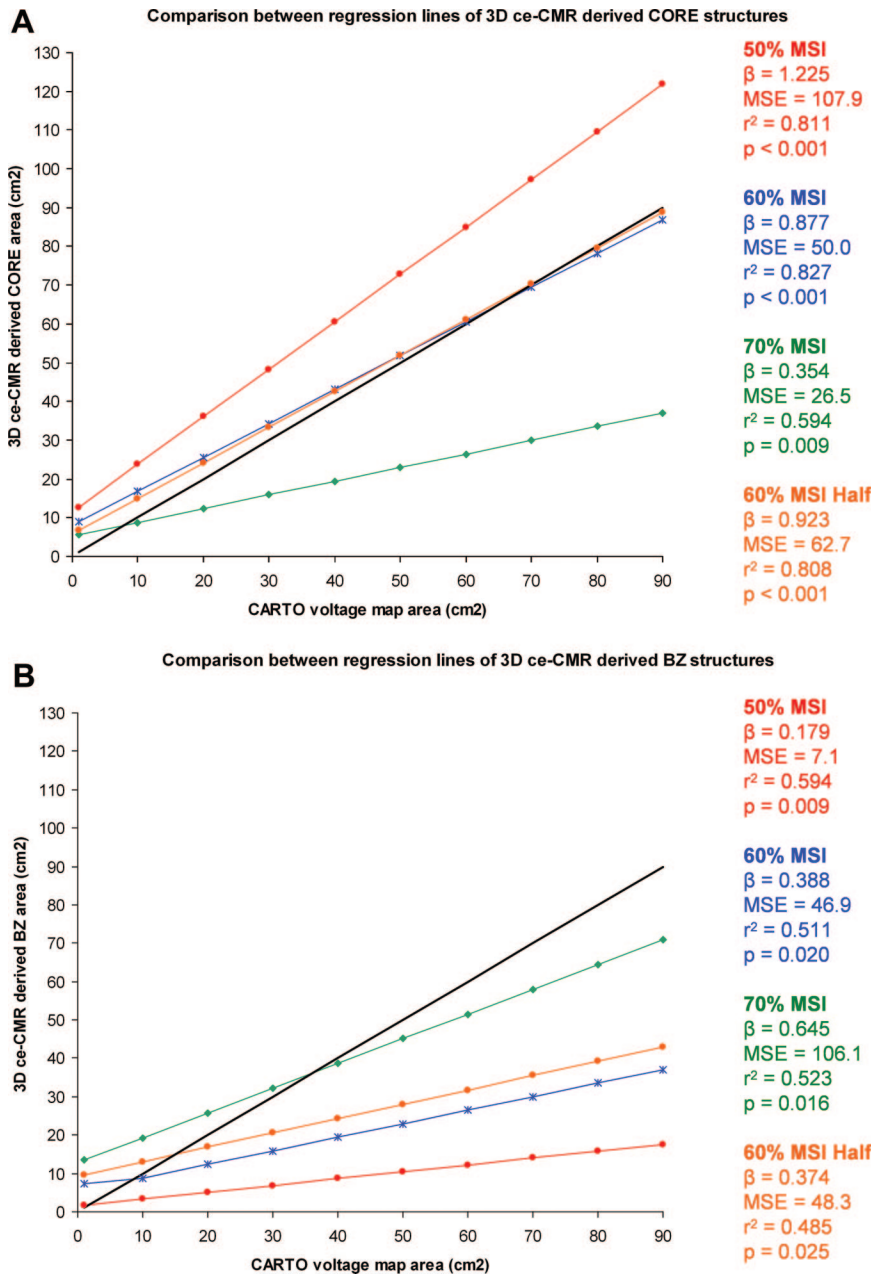 A
Comparison between regression lines of 3D ce-CMR derived CORE structures
3D ce-CMR derived CORE area (cm2)
130
120
110
100
90
80
70
60
50
40
30
20
10
0
0 10 20 30 40 50 60 70 80 90
CARTO voltage map area (cm2)
50% MSI
β = 1.225
MSE = 107.9
r² = 0.811
p < 0.001
60% MSI
β = 0.877
MSE = 50.0
r² = 0.827
p < 0.001
70% MSI
β = 0.354
MSE = 26.5
r² = 0.594
p = 0.009
60% MSI Half
β = 0.923
MSE = 62.7
r² = 0.808
p < 0.001
B
Comparison between regression lines of 3D ce-CMR derived BZ structures
3D ce-CMR derived BZ area (cm2)
130
120
110
100
90
80
70
60
50
40
30
20
10
0
0 10 20 30 40 50 60 70 80 90
CARTO voltage map area (cm2)
50% MSI
β = 0.179
MSE = 7.1
r² = 0.594
p = 0.009
60% MSI
β = 0.388
MSE = 46.9
r² = 0.511
p = 0.020
70% MSI
β = 0.645
MSE = 106.1
r² = 0.523
p = 0.016
60% MSI Half
β = 0.374
MSE = 48.3
r² = 0.485
p = 0.025